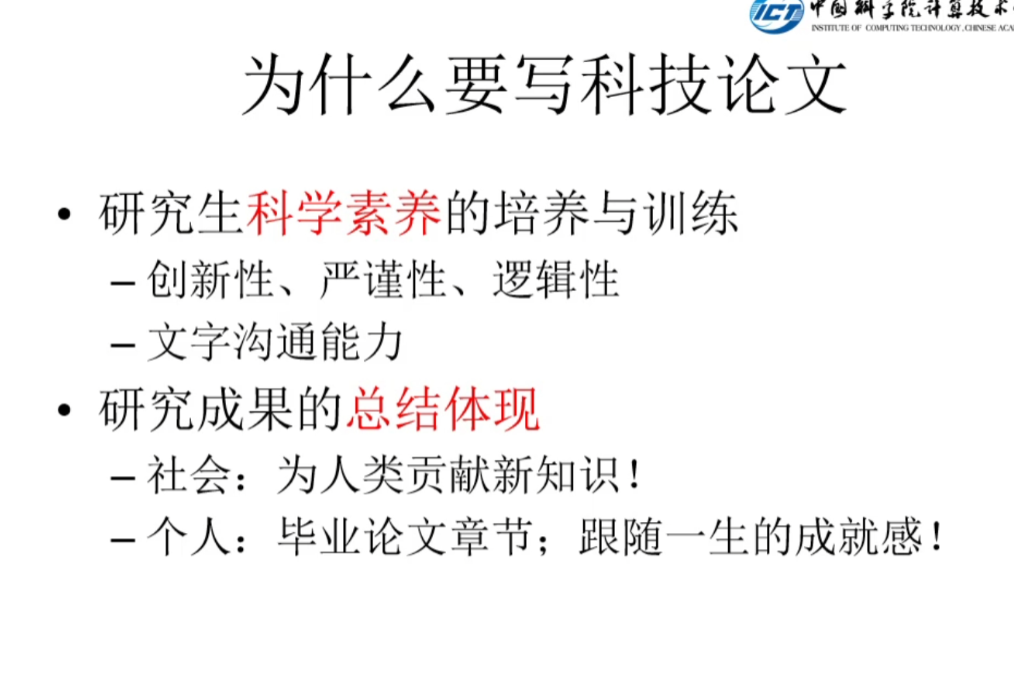 ICT 中国科学院计算技术
INSTITUTE OF COMPUTING TECHNOLOGY, CHINESE
为什么要写科技论文
• 研究生科学素养的培养与训练
– 创新性、严谨性、逻辑性
– 文字沟通能力
• 研究成果的总结体现
– 社会：为人类贡献新知识！
– 个人：毕业论文章节；跟随一生的成就感！